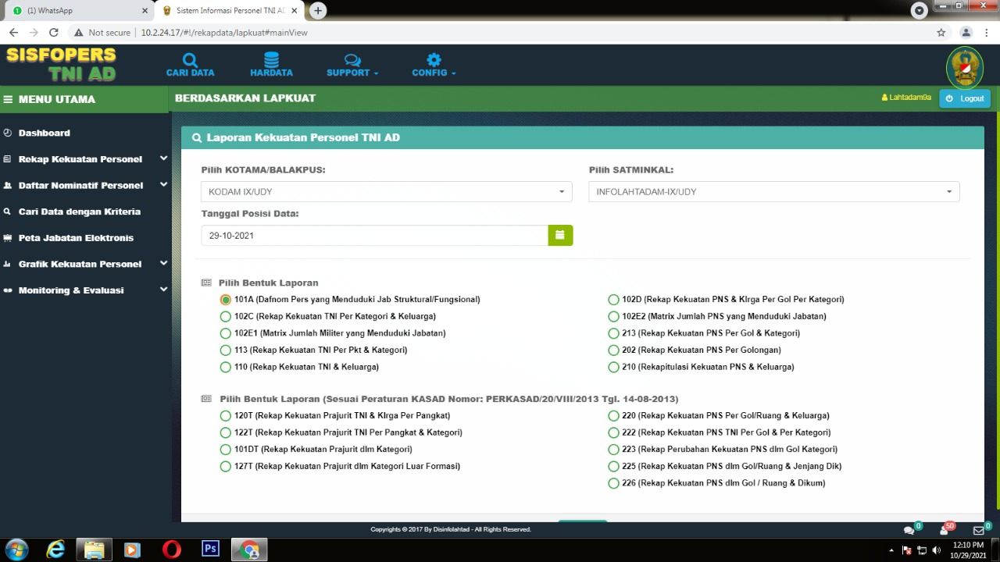 (1) WhatsApp
Sistem Informasi Personel TNI AD
Not secure | 10.2.24.17/#!/rekapdata/lapkuat#mainView
SISFOPERS
TNI AD
CARI DATA
HARDATA
SUPPORT
CONFIG
MENU UTAMA
BERDASARKAN LAPKUAT
Lahtadam9a
Logout
Dashboard
Rekap Kekuatan Personel
Daftar Nominatif Personel
Cari Data dengan Kriteria
Peta Jabatan Elektronis
Grafik Kekuatan Personel
Monitoring & Evaluasi
Laporan Kekuatan Personel TNI AD
Pilih KOTAMA/BALAKPUS:
KODAM IX/UDY
Pilih SATMINKAL:
INFOLAHTADAM-IX/UDY
Tanggal Posisi Data:
29-10-2021
Pilih Bentuk Laporan
101A (Dafnom Pers yang Menduduki Jab Struktural/Fungsional)
102C (Rekap Kekuatan TNI Per Kategori & Keluarga)
102E1 (Matrix Jumlah Militer yang Menduduki Jabatan)
113 (Rekap Kekuatan TNI Per Pkt & Kategori)
110 (Rekap Kekuatan TNI & Keluarga)
102D (Rekap Kekuatan PNS & Klrga Per Gol Per Kategori)
102E2 (Matrix Jumlah PNS yang Menduduki Jabatan)
213 (Rekap Kekuatan PNS Per Gol & Kategori)
202 (Rekap Kekuatan PNS Per Golongan)
210 (Rekapitulasi Kekuatan PNS & Keluarga)
Pilih Bentuk Laporan (Sesuai Peraturan KASAD Nomor: PERKASAD/20/VIII/2013 Tgl. 14-08-2013)
120T (Rekap Kekuatan Prajurit TNI & Klrga Per Pangkat)
122T (Rekap Kekuatan Prajurit TNI Per Pangkat & Kategori)
101DT (Rekap Kekuatan Prajurit dlm Kategori)
127T (Rekap Kekuatan Prajurit dlm Kategori Luar Formasi)
220 (Rekap Kekuatan PNS Per Gol/Ruang & Keluarga)
222 (Rekap Kekuatan PNS TNI Per Gol & Per Kategori)
223 (Rekap Perubahan Kekuatan PNS dlm Gol Kategori)
225 (Rekap Kekuatan PNS dlm Gol/Ruang & Jenjang Dik)
226 (Rekap Kekuatan PNS dlm Gol / Ruang & Dikum)
Copyrights © 2017 By Disinfolahtad - All Rights Reserved.
0
50
0
Ps
12:10 PM
10/29/2021